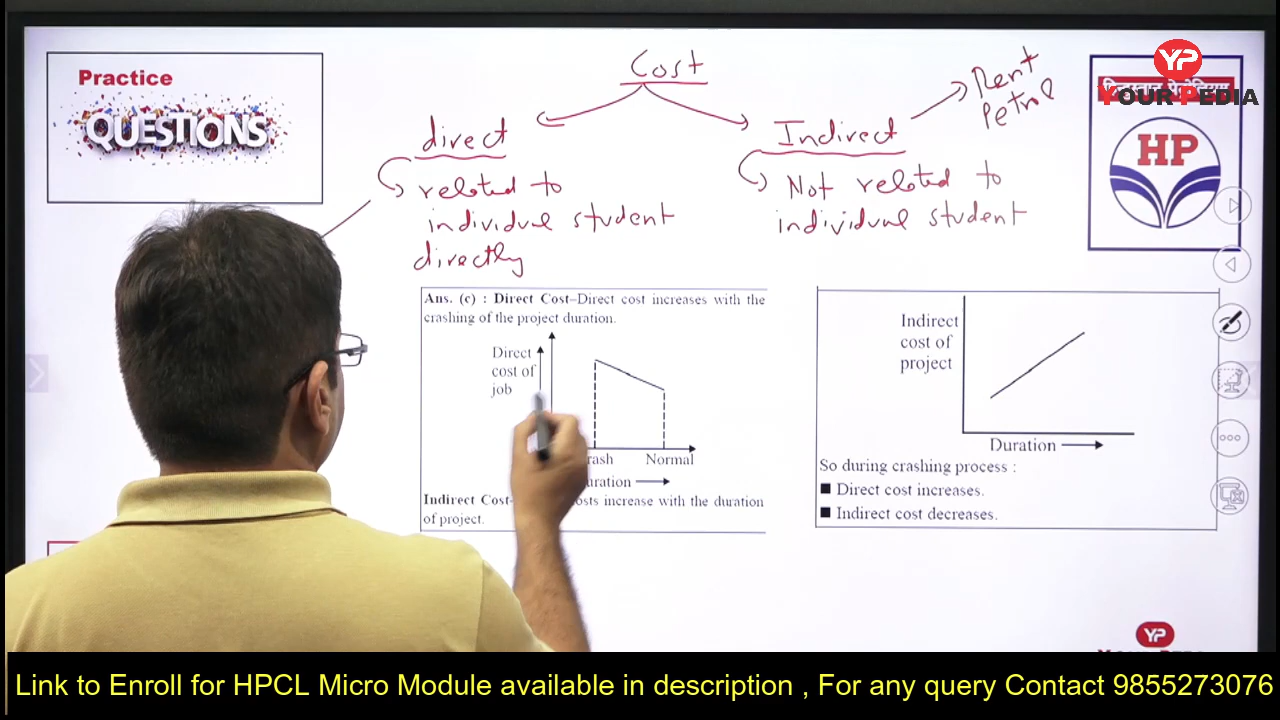 Practice
QUESTIONS
Cost
direct
Indirect
Rent
Petrol
related to
individual student
directly
Not related to
individual student
YP
YOUR PEDIA
HP
Ans. (c) : Direct Cost–Direct cost increases with the
crashing of the project duration.
Direct
cost of
job
Normal
Indirect Cost
increase with the duration
of project.
Indirect
cost of
project
Duration
So during crashing process :
■ Direct cost increases.
■ Indirect cost decreases.
YP
Link to Enroll for HPCL Micro Module available in description , For any query Contact 9855273076